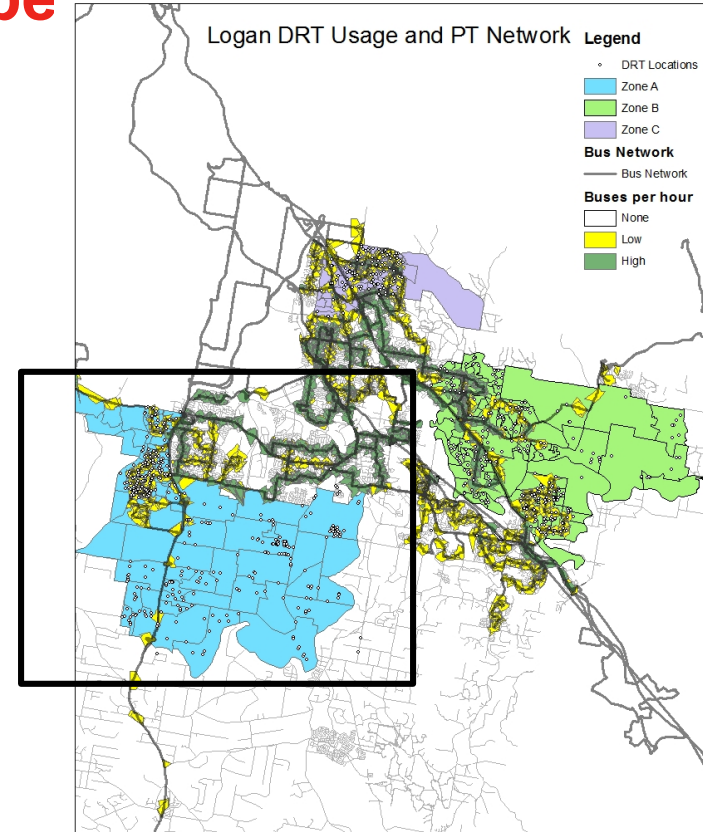 Logan DRT Usage and PT Network
Legend
DRT Locations
Zone A
Zone B
Zone C
Bus Network
Bus Network
Buses per hour
None
Low
High